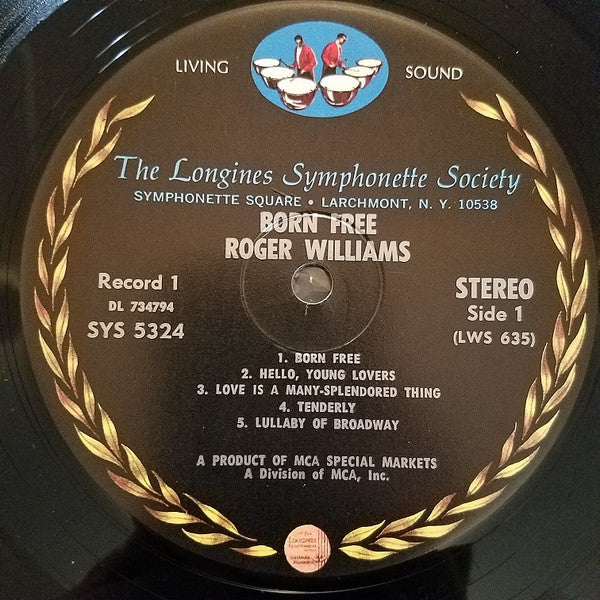 LIVING SOUND
The Longines Symphonette Society
SYMPHONETTE SQUARE • LARCHMONT, N. Y. 10538
BORN FREE
ROGER WILLIAMS
Record 1
DL 734794
SYS 5324
STEREO
Side 1
(LWS 635)
1. BORN FREE
2. HELLO, YOUNG LOVERS
3. LOVE IS A MANY-SPLENDORED THING
4. TENDERLY
5. LULLABY OF BROADWAY
A PRODUCT OF MCA SPECIAL MARKETS
A Division of MCA, Inc.
The
LONGINES